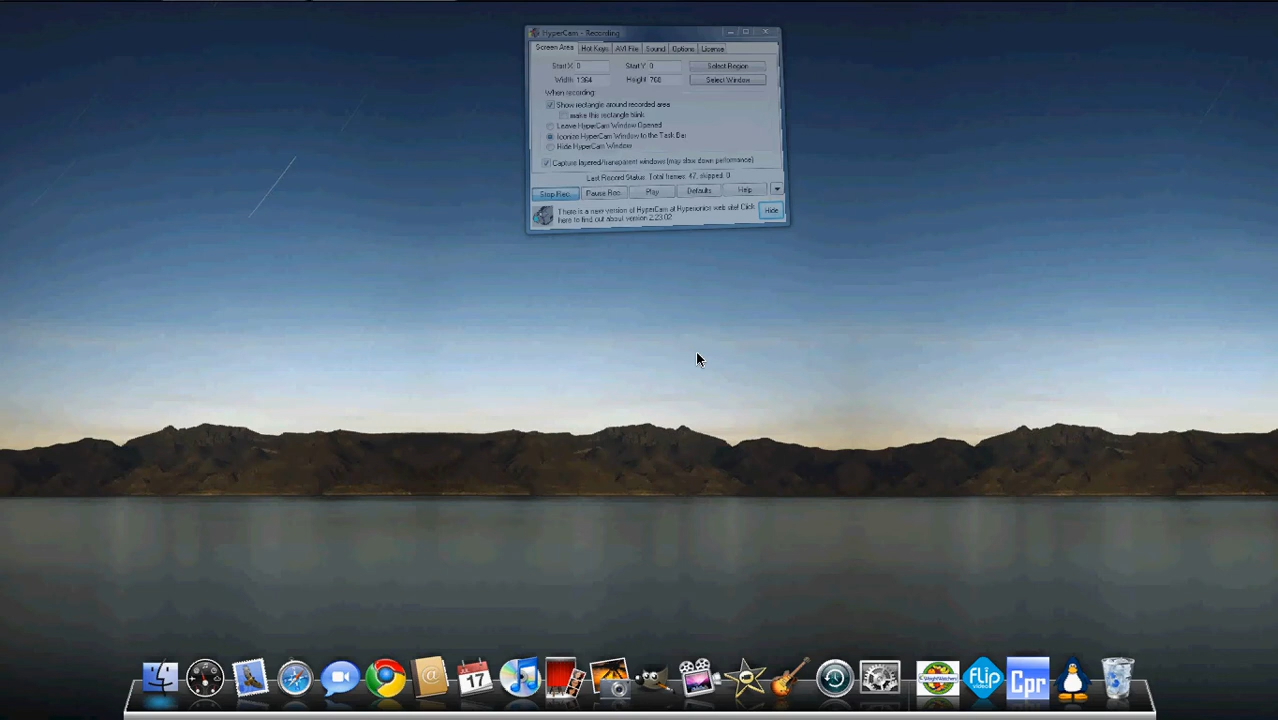 HyperCam - Recording
Screen Area Hot Keys AVI File Sound Options License
Start X: 0 Start Y: 0 Select Region
Width: 1364 Height: 768 Select Window
When recording:
Show rectangle around recorded area
make this rectangle blink
Leave HyperCam Window Opened
Iconize HyperCam Window to the Task Bar
Hide HyperCam Window
Capture layered/transparent windows (may slow down performance)
Last Record Status: Total frames: 47, skipped: 0
Stop Rec. Pause Rec. Play Defaults Help
There is a new version of HyperCam at Hyperionics web site! Click
here to find out about version 2.23.02
Hide
17
flip
video
Cpr